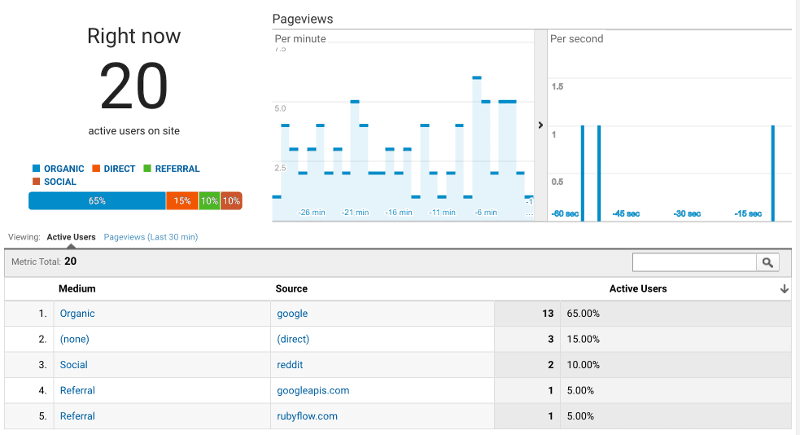 Right now
20
active users on site
ORGANIC DIRECT REFERRAL
SOCIAL
65% 15% 10% 10%
Pageviews
Per minute
7.5
5.0
2.5
-26 min -21 min -16 min -11 min -6 min
Per second
1.5
1
0.5
-60 sec -45 sec -30 sec -15 sec
Viewing: Active Users Pageviews (Last 30 min)
Metric Total: 20
Medium Source Active Users
1. Organic google 13 65.00%
2. (none) (direct) 3 15.00%
3. Social reddit 2 10.00%
4. Referral googleapis.com 1 5.00%
5. Referral rubyflow.com 1 5.00%